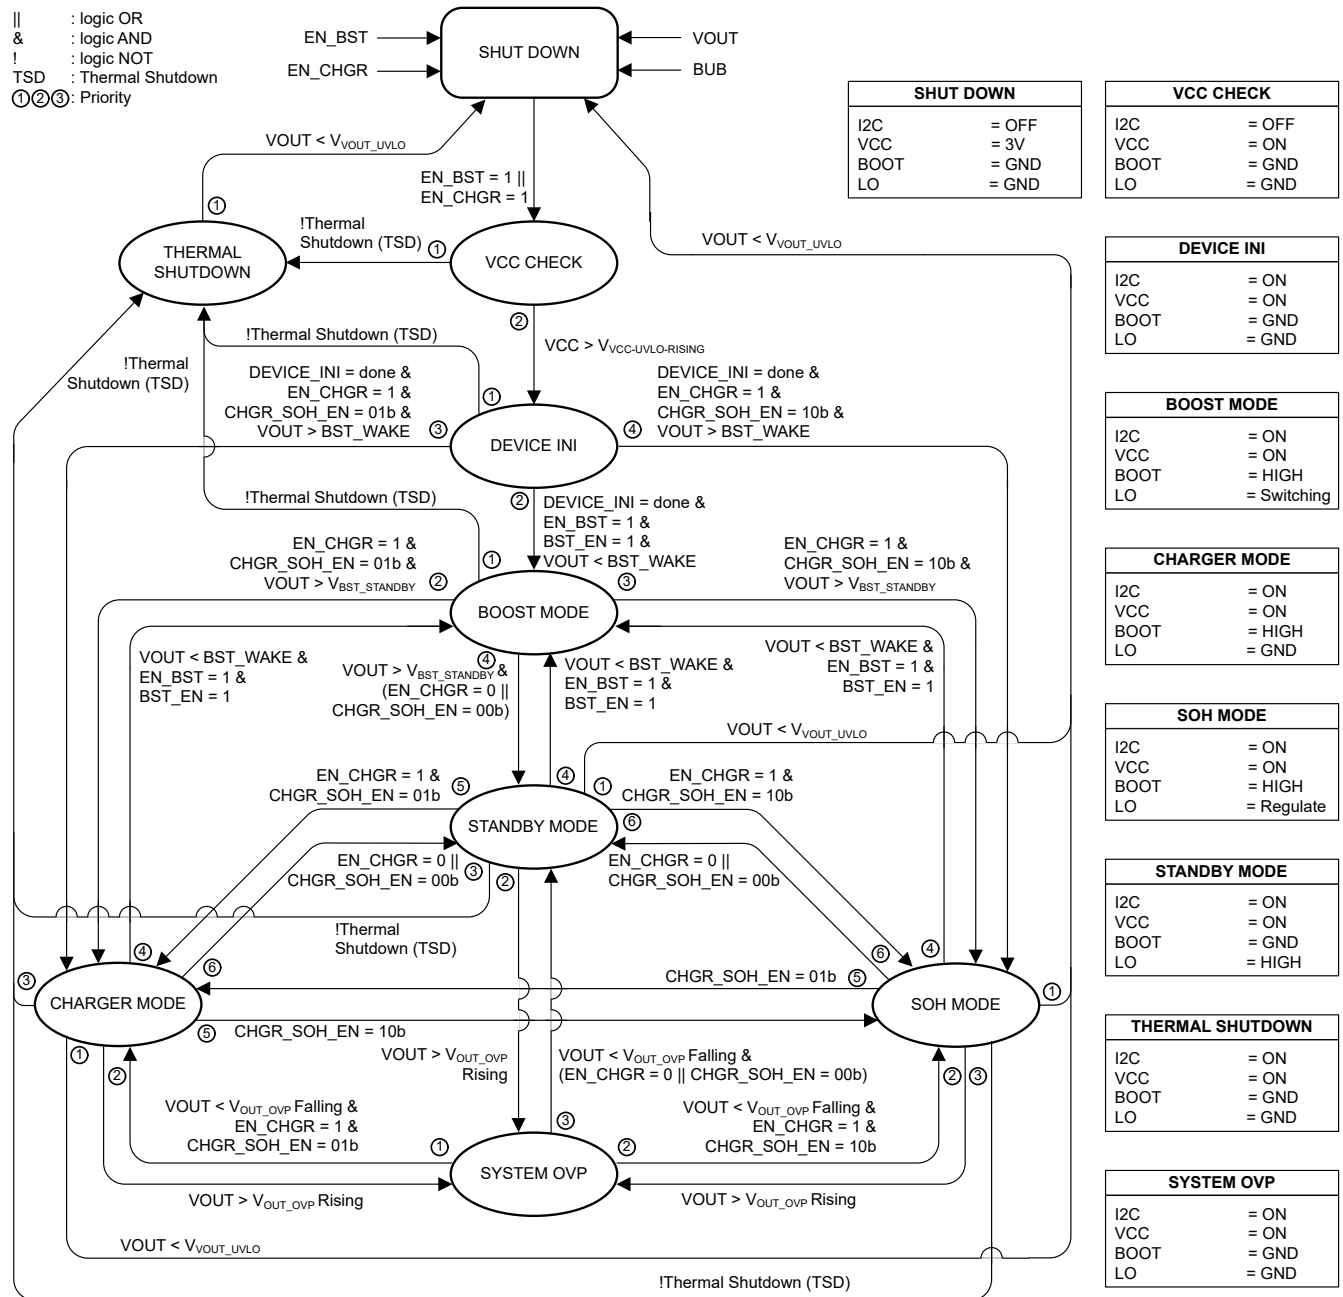 || : logic OR
& : logic AND
! : logic NOT
TSD : Thermal Shutdown
①②③: Priority
EN_BST
EN_CHGR
SHUT DOWN
VOUT
BUB
VOUT < VVOUT_UVLO
EN_BST = 1 ||
EN_CHGR = 1
①
!Thermal
Shutdown (TSD)
①
THERMAL
SHUTDOWN
VCC CHECK
VOUT < VVOUT_UVLO
②
VCC > VVCC-UVLO-RISING
!Thermal Shutdown (TSD)
!Thermal
Shutdown (TSD)
DEVICE_INI = done &
EN_CHGR = 1 &
CHGR_SOH_EN = 01b &
VOUT > BST_WAKE
③
①
DEVICE_INI = done &
EN_CHGR = 1 &
CHGR_SOH_EN = 10b &
VOUT > BST_WAKE
④
DEVICE INI
②
DEVICE_INI = done &
EN_BST = 1 &
BST_EN = 1 &
VOUT < BST_WAKE
!Thermal Shutdown (TSD)
EN_CHGR = 1 &
CHGR_SOH_EN = 01b &
VOUT > VBST_STANDBY
②
①
③
EN_CHGR = 1 &
CHGR_SOH_EN = 10b &
VOUT > VBST_STANDBY
BOOST MODE
VOUT < BST_WAKE &
EN_BST = 1 &
BST_EN = 1
④
VOUT > VBST_STANDBY &
(EN_CHGR = 0 ||
CHGR_SOH_EN = 00b)
VOUT < BST_WAKE &
EN_BST = 1 &
BST_EN = 1
VOUT < BST_WAKE &
EN_BST = 1 &
BST_EN = 1
VOUT < VVOUT_UVLO
EN_CHGR = 1 &
CHGR_SOH_EN = 01b
⑤
④
①
EN_CHGR = 1 &
CHGR_SOH_EN = 10b
⑥
STANDBY MODE
EN_CHGR = 0 ||
CHGR_SOH_EN = 00b
③
②
EN_CHGR = 0 ||
CHGR_SOH_EN = 00b
!Thermal
Shutdown (TSD)
③
④
⑥
CHARGER MODE
CHGR_SOH_EN = 01b
⑤
⑥
④
①
SOH MODE
①
②
⑤
CHGR_SOH_EN = 10b
VOUT > VOUT_OVP
Rising
VOUT < VOUT_OVP Falling &
(EN_CHGR = 0 || CHGR_SOH_EN = 00b)
②
③
VOUT < VOUT_OVP Falling &
EN_CHGR = 1 &
CHGR_SOH_EN = 01b
①
③
②
VOUT < VOUT_OVP Falling &
EN_CHGR = 1 &
CHGR_SOH_EN = 10b
SYSTEM OVP
VOUT > VOUT_OVP Rising
VOUT > VOUT_OVP Rising
VOUT < VVOUT_UVLO
!Thermal Shutdown (TSD)
SHUT DOWN
I2C = OFF
VCC = 3V
BOOT = GND
LO = GND
VCC CHECK
I2C = OFF
VCC = ON
BOOT = GND
LO = GND
DEVICE INI
I2C = ON
VCC = ON
BOOT = GND
LO = GND
BOOST MODE
I2C = ON
VCC = ON
BOOT = HIGH
LO = Switching
CHARGER MODE
I2C = ON
VCC = ON
BOOT = HIGH
LO = GND
SOH MODE
I2C = ON
VCC = ON
BOOT = HIGH
LO = Regulate
STANDBY MODE
I2C = ON
VCC = ON
BOOT = GND
LO = HIGH
THERMAL SHUTDOWN
I2C = ON
VCC = ON
BOOT = GND
LO = GND
SYSTEM OVP
I2C = ON
VCC = ON
BOOT = GND
LO = GND